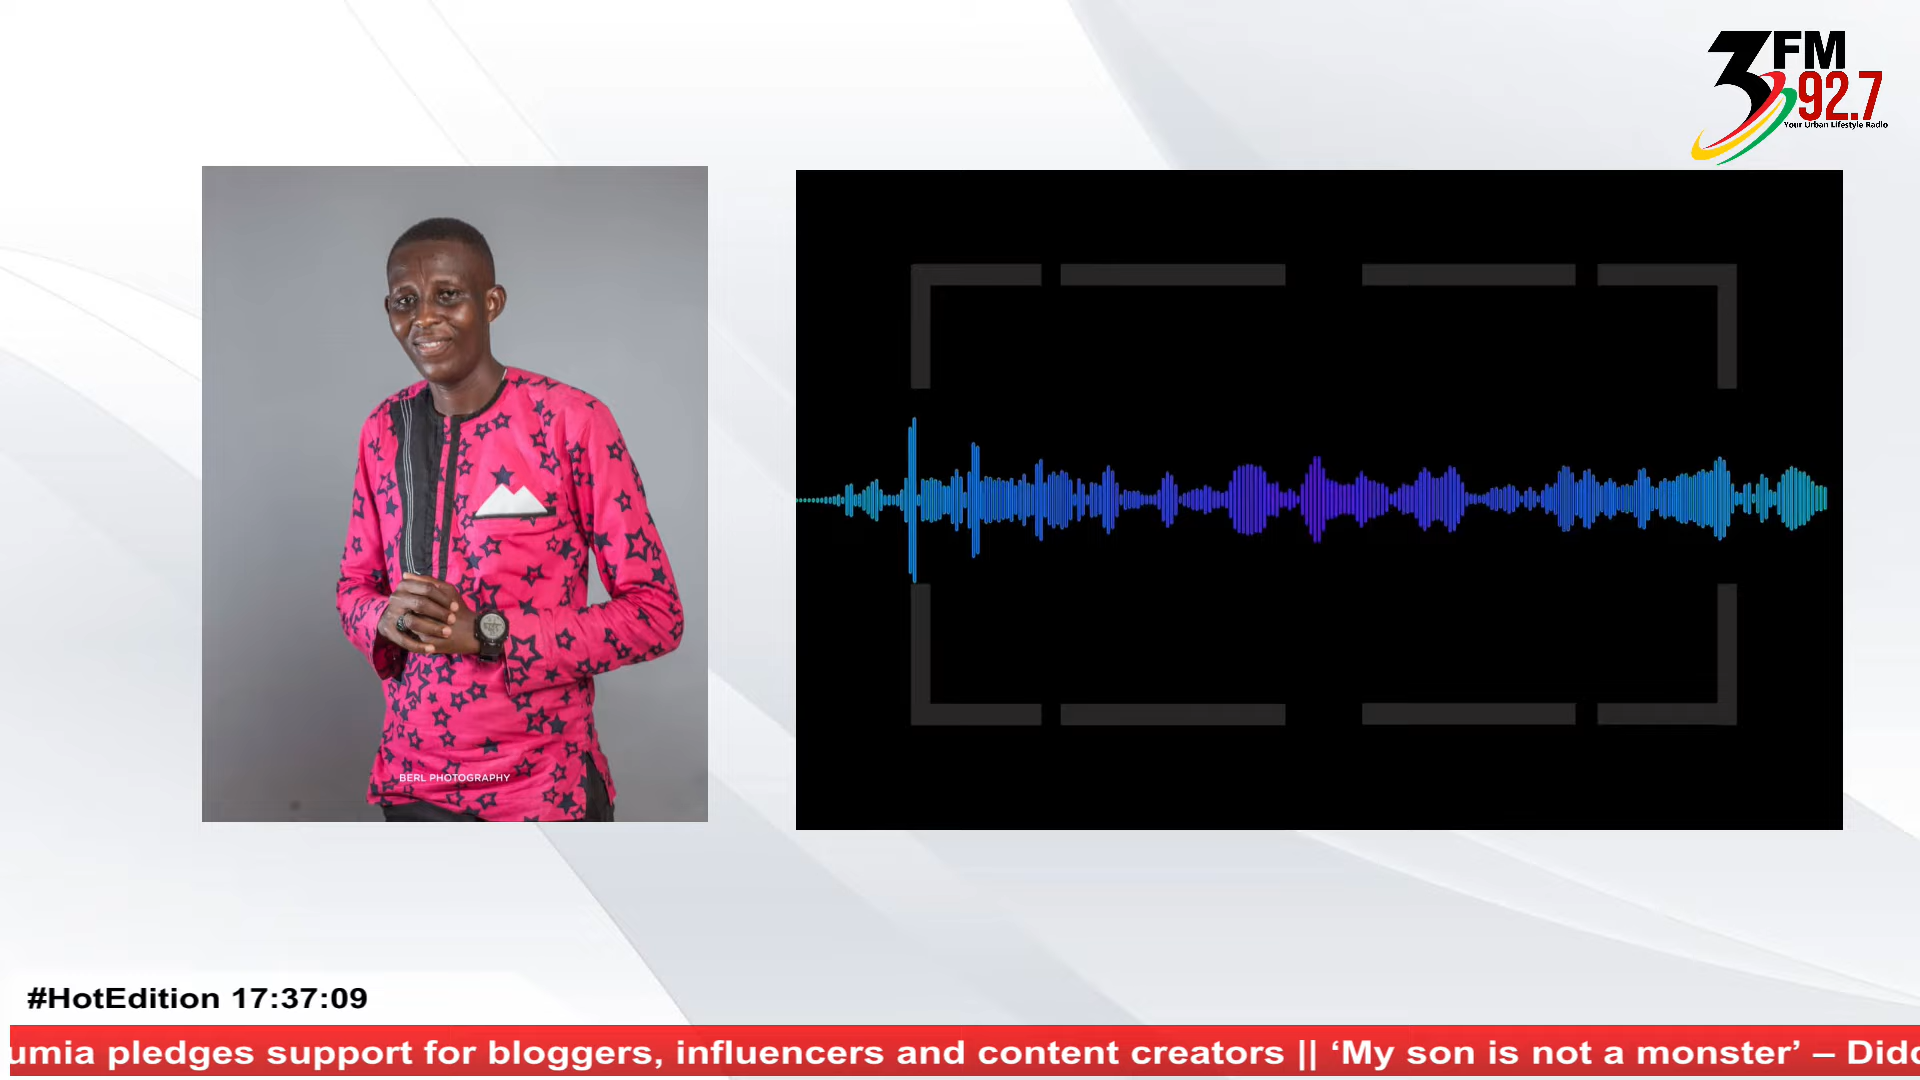 3FM
92.7
Your Urban Lifestyle Radio
BERL PHOTOGRAPHY
#HotEdition 17:37:09
umia pledges support for bloggers, influencers and content creators || ‘My son is not a monster’ – Didd